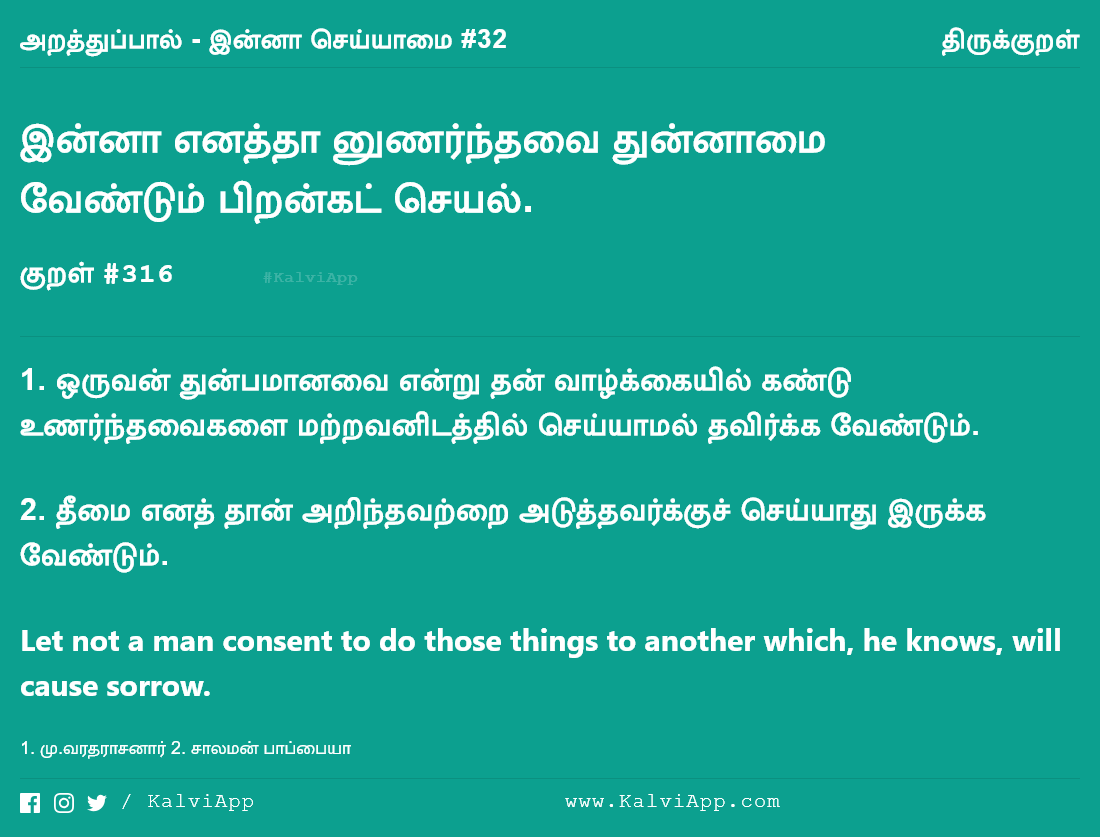 அறத்துப்பால் - இன்னா செய்யாமை #32
திருக்குறள்
இன்னா எனத்தா னுணர்ந்தவை துன்னாமை
வேண்டும் பிறன்கட் செயல்.
குறள் #316
#KalviApp
1. ஒருவன் துன்பமானவை என்று தன் வாழ்க்கையில் கண்டு
உணர்ந்தவைகளை மற்றவனிடத்தில் செய்யாமல் தவிர்க்க வேண்டும்.
2. தீமை எனத் தான் அறிந்தவற்றை அடுத்தவர்க்குச் செய்யாது இருக்க
வேண்டும்.
Let not a man consent to do those things to another which, he knows, will
cause sorrow.
1. மு.வரதராசனார் 2. சாலமன் பாப்பையா
/ KalviApp
www.KalviApp.com